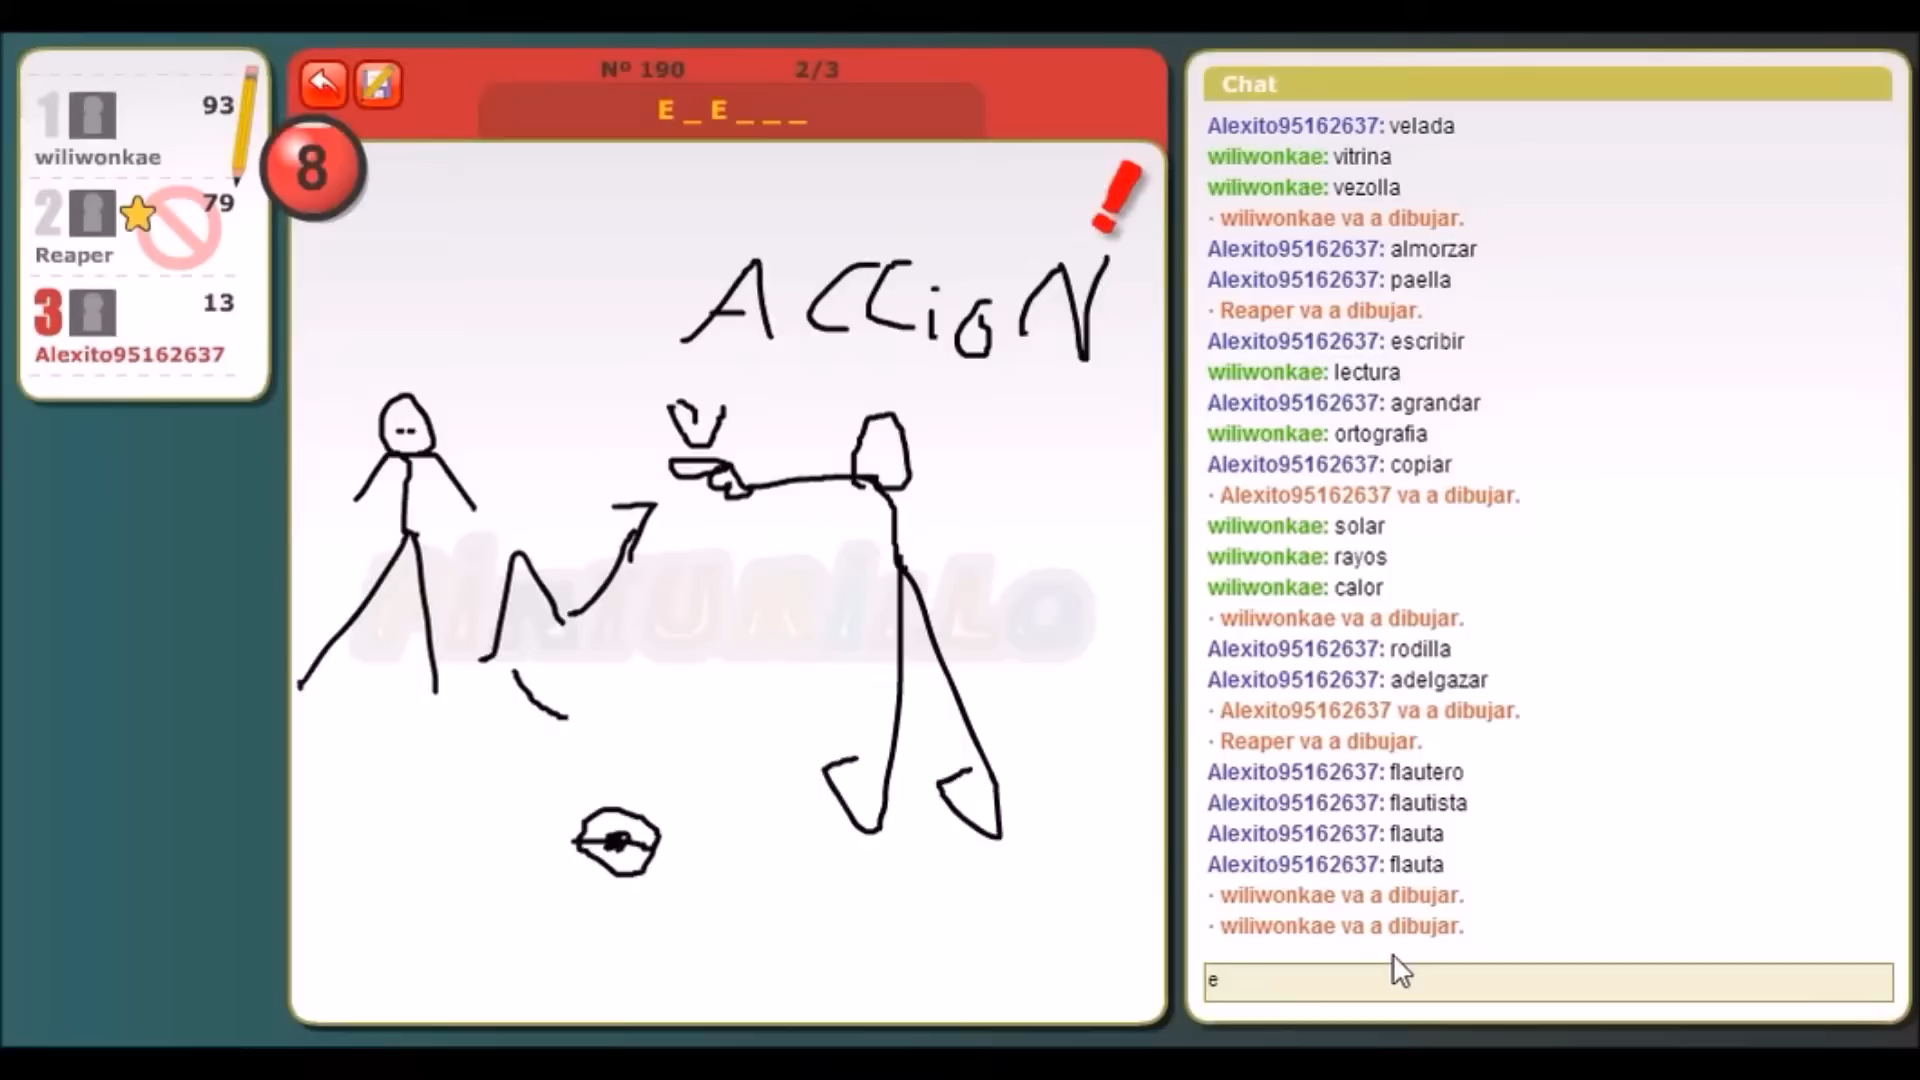 1
93
wiliwonkae
2
79
Reaper
3
13
Alexito95162637
Nº 190 2/3
E _ E _ _ _
8
!
ACCioN
PiNTURiLLO
Chat
Alexito95162637: velada
wiliwonkae: vitrina
wiliwonkae: vezolla
· wiliwonkae va a dibujar.
Alexito95162637: almorzar
Alexito95162637: paella
· Reaper va a dibujar.
Alexito95162637: escribir
wiliwonkae: lectura
Alexito95162637: agrandar
wiliwonkae: ortografia
Alexito95162637: copiar
· Alexito95162637 va a dibujar.
wiliwonkae: solar
wiliwonkae: rayos
wiliwonkae: calor
· wiliwonkae va a dibujar.
Alexito95162637: rodilla
Alexito95162637: adelgazar
· Alexito95162637 va a dibujar.
· Reaper va a dibujar.
Alexito95162637: flautero
Alexito95162637: flautista
Alexito95162637: flauta
Alexito95162637: flauta
· wiliwonkae va a dibujar.
· wiliwonkae va a dibujar.
e